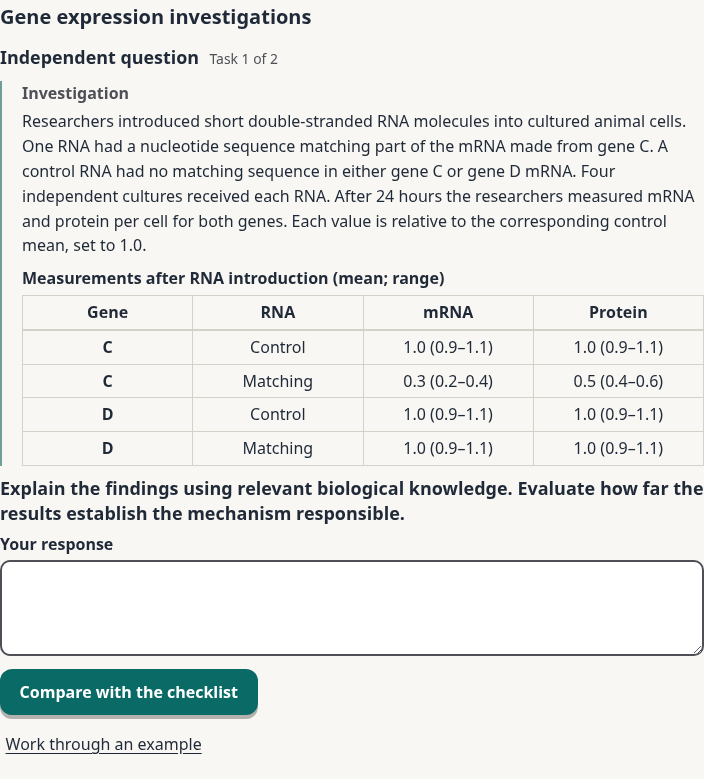 Gene expression investigations
Independent question Task 1 of 2
Investigation
Researchers introduced short double-stranded RNA molecules into cultured animal cells.
One RNA had a nucleotide sequence matching part of the mRNA made from gene C. A
control RNA had no matching sequence in either gene C or gene D mRNA. Four
independent cultures received each RNA. After 24 hours the researchers measured mRNA
and protein per cell for both genes. Each value is relative to the corresponding control
mean, set to 1.0.
Measurements after RNA introduction (mean; range)
Gene RNA mRNA Protein
C Control 1.0 (0.9–1.1) 1.0 (0.9–1.1)
C Matching 0.3 (0.2–0.4) 0.5 (0.4–0.6)
D Control 1.0 (0.9–1.1) 1.0 (0.9–1.1)
D Matching 1.0 (0.9–1.1) 1.0 (0.9–1.1)
Explain the findings using relevant biological knowledge. Evaluate how far the
results establish the mechanism responsible.
Your response
Compare with the checklist
Work through an example